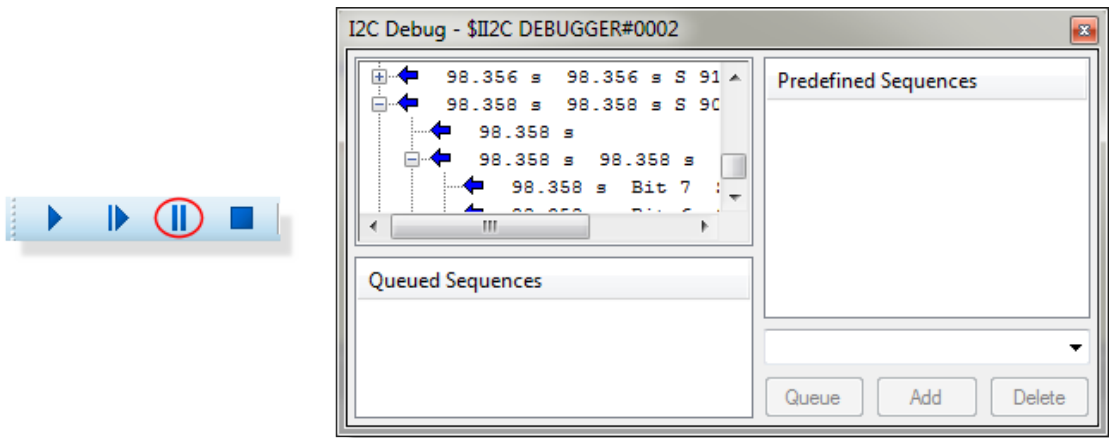 I2C Debug - $II2C DEBUGGER#0002
98.356 s 98.356 s S 91
98.358 s 98.358 s S 90
98.358 s
98.358 s 98.358 s
98.358 s Bit 7
Predefined Sequences
Queued Sequences
Queue Add Delete